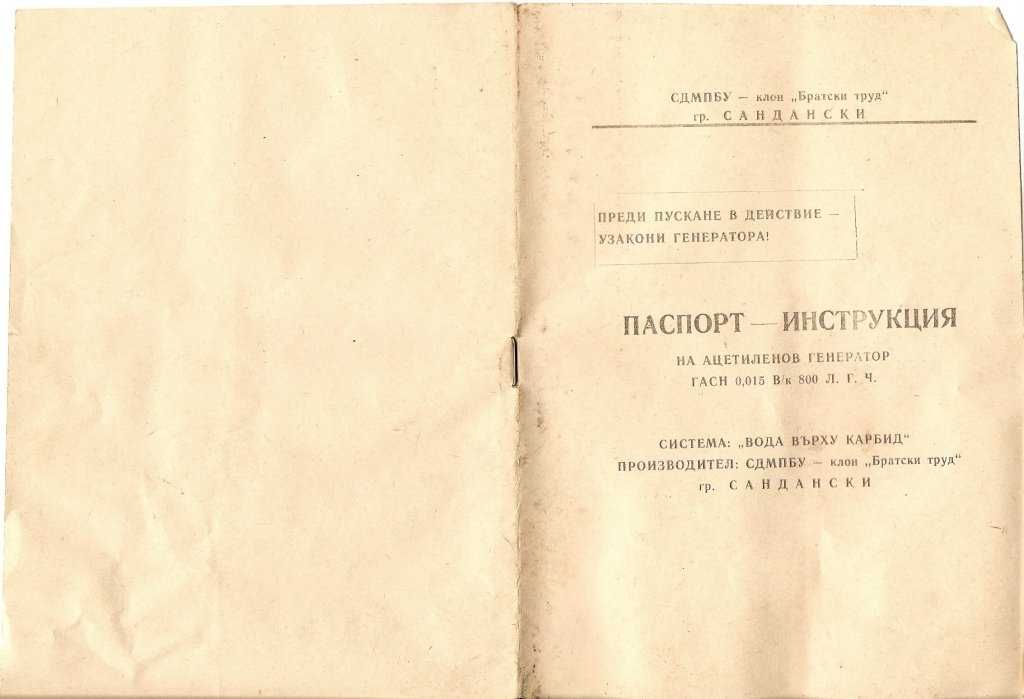 СДМПБУ — клон „Братски труд“
гр. САНДАНСКИ
ПРЕДИ ПУСКАНЕ В ДЕЙСТВИЕ —
УЗАКОНИ ГЕНЕРАТОРА!
ПАСПОРТ — ИНСТРУКЦИЯ
НА АЦЕТИЛЕНОВ ГЕНЕРАТОР
ГАСН 0,015 В/к 800 Л. Г. Ч.
СИСТЕМА: „ВОДА ВЪРХУ КАРБИД“
ПРОИЗВОДИТЕЛ: СДМПБУ — клон „Братски труд“
гр. САНДАНСКИ